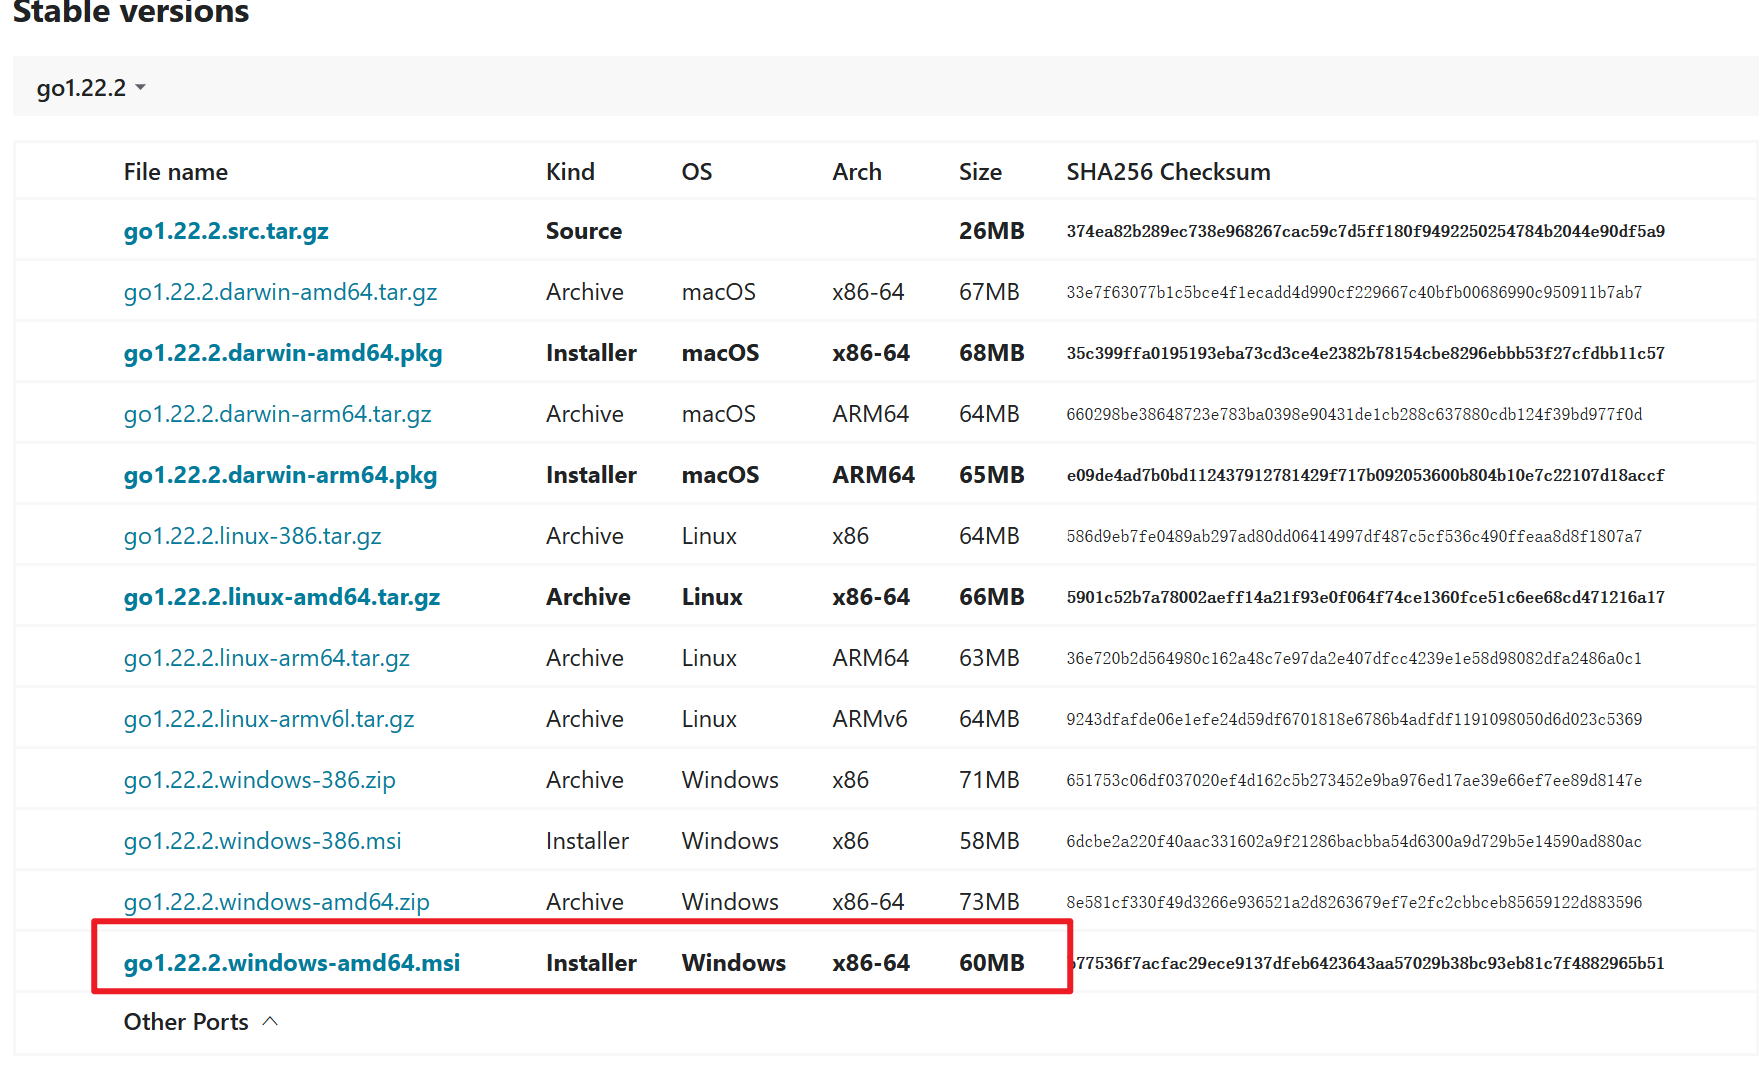 Stable versions
go1.22.2
File name Kind OS Arch Size SHA256 Checksum
go1.22.2.src.tar.gz Source 26MB 374ea82b289ec738e968267cac59c7d5ff180f9492250254784b2044e90df5a9
go1.22.2.darwin-amd64.tar.gz Archive macOS x86-64 67MB 33e7f63077b1c5bce4f1ecadd4d990cf229667c40bfb00686990c950911b7ab7
go1.22.2.darwin-amd64.pkg Installer macOS x86-64 68MB 35c399ffa0195193eba73cd3ce4e2382b78154cbe8296ebbb53f27cfdbb11c57
go1.22.2.darwin-arm64.tar.gz Archive macOS ARM64 64MB 660298be38648723e783ba0398e90431de1cb288c637880cdb124f39bd977f0d
go1.22.2.darwin-arm64.pkg Installer macOS ARM64 65MB e09de4ad7b0bd112437912781429f717b092053600b804b10e7c22107d18accf
go1.22.2.linux-386.tar.gz Archive Linux x86 64MB 586d9eb7fe0489ab297ad80dd06414997df487c5cf536c490ffeaa8d8f1807a7
go1.22.2.linux-amd64.tar.gz Archive Linux x86-64 66MB 5901c52b7a78002aeff14a21f93e0f064f74ce1360fce51c6ee68cd471216a17
go1.22.2.linux-arm64.tar.gz Archive Linux ARM64 63MB 36e720b2d564980c162a48c7e97da2e407dfcc4239e1e58d98082dfa2486a0c1
go1.22.2.linux-armv6l.tar.gz Archive Linux ARMv6 64MB 9243dfafde06e1efe24d59df6701818e6786b4adfdf1191098050d6d023c5369
go1.22.2.windows-386.zip Archive Windows x86 71MB 651753c06df037020ef4d162c5b273452e9ba976ed17ae39e66ef7ee89d8147e
go1.22.2.windows-386.msi Installer Windows x86 58MB 6dcbe2a220f40aac331602a9f21286bacbba54d6300a9d729b5e14590ad880ac
go1.22.2.windows-amd64.zip Archive Windows x86-64 73MB 8e581cf330f49d3266e936521a2d8263679ef7e2fc2cbbceb85659122d883596
go1.22.2.windows-amd64.msi Installer Windows x86-64 60MB b77536f7acfac29ece9137dfeb6423643aa57029b38bc93eb81c7f4882965b51
Other Ports